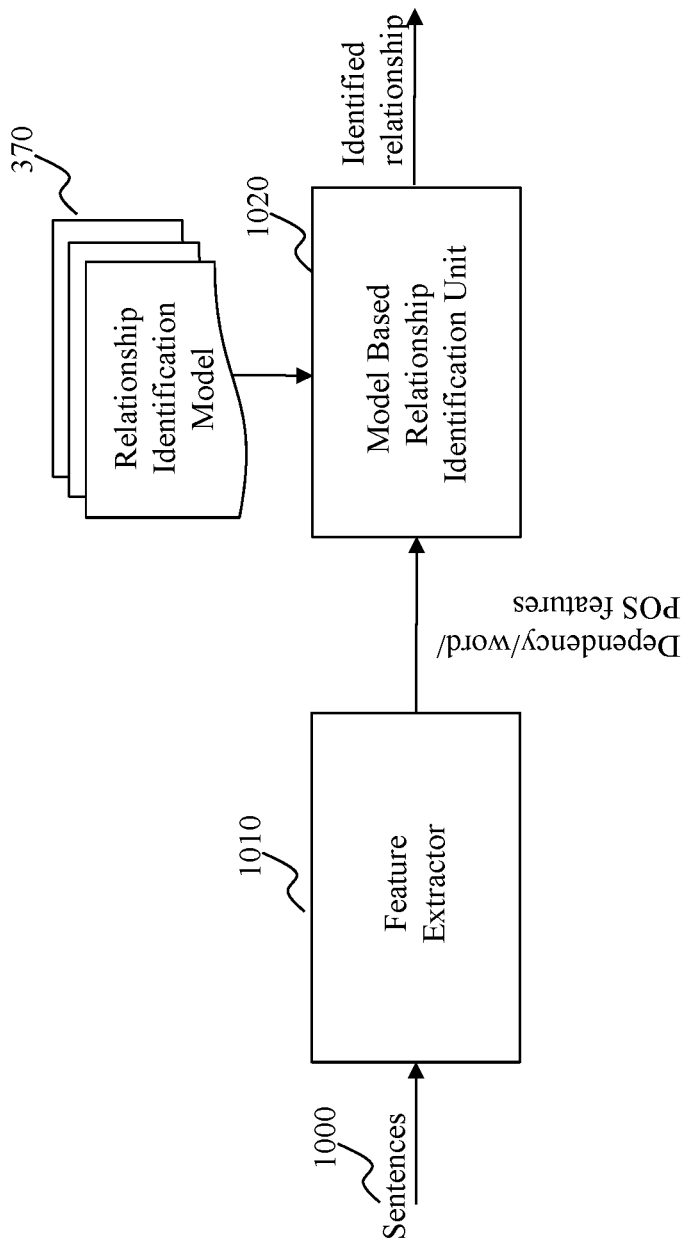 1000
Sentences
1010
Feature
Extractor
Dependency/word/
POS features
370
Relationship
Identification
Model
1020
Model Based
Relationship
Identification Unit
Identified
relationship